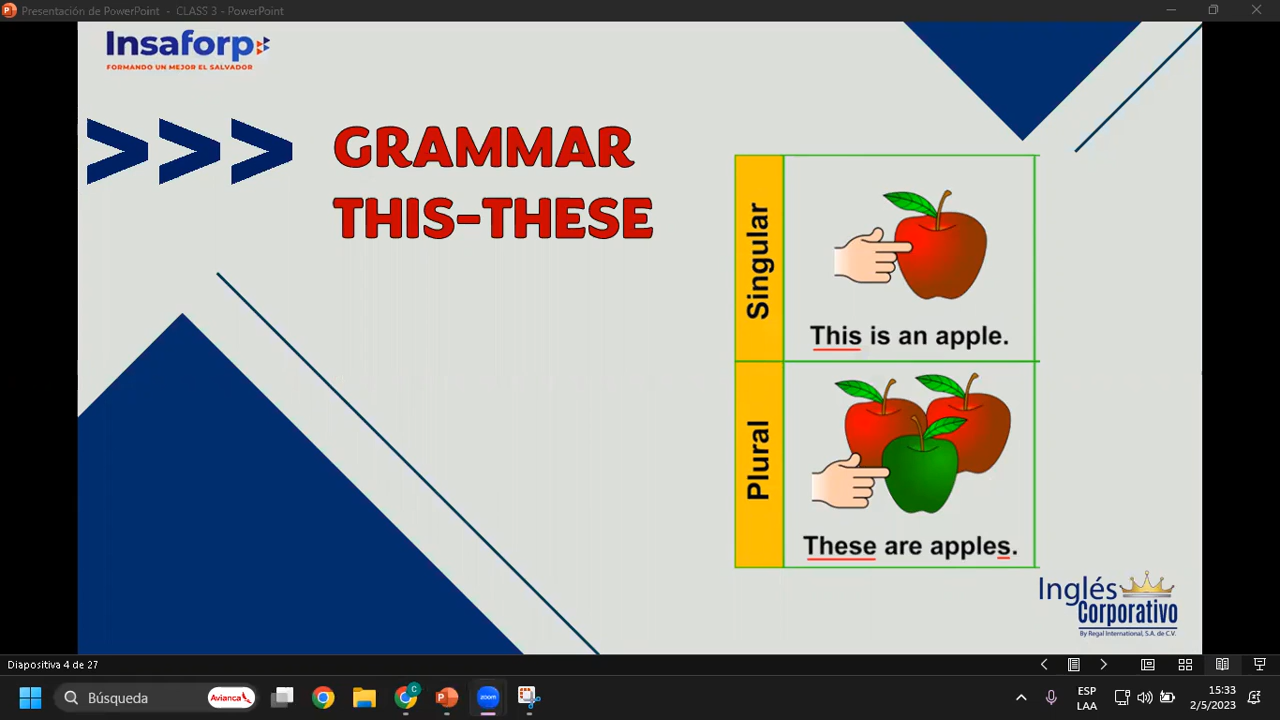 Presentación de PowerPoint - CLASS 3 - PowerPoint
Insaforp
FORMANDO UN MEJOR EL SALVADOR
>>> GRAMMAR
THIS-THESE
Singular
This is an apple.
Plural
These are apples.
Inglés
Corporativo
By Regal International, S.A. de C.V.
Diapositiva 4 de 27
Búsqueda
Avianca
C
zoom
ESP
LAA
15:33
2/5/2023